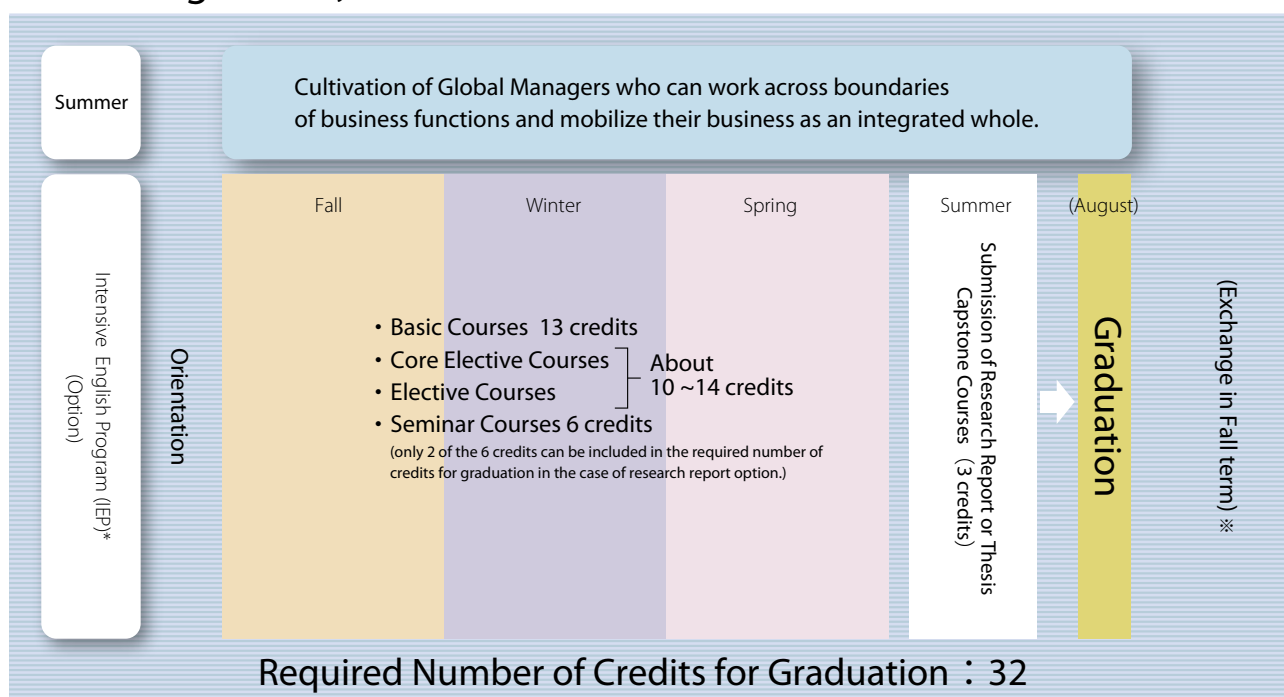 Summer
Cultivation of Global Managers who can work across boundaries
of business functions and mobilize their business as an integrated whole.
Intensive English Program (IEP)*
(Option)
Orientation
Fall
Winter
Spring
・Basic Courses 13 credits
・Core Elective Courses
・Elective Courses
About
10 ~14 credits
・Seminar Courses 6 credits
(only 2 of the 6 credits can be included in the required number of
credits for graduation in the case of research report option.)
Summer
Submission of Research Report or Thesis
Capstone Courses (3 credits)
(August)
Graduation
(Exchange in Fall term) ※
Required Number of Credits for Graduation：32